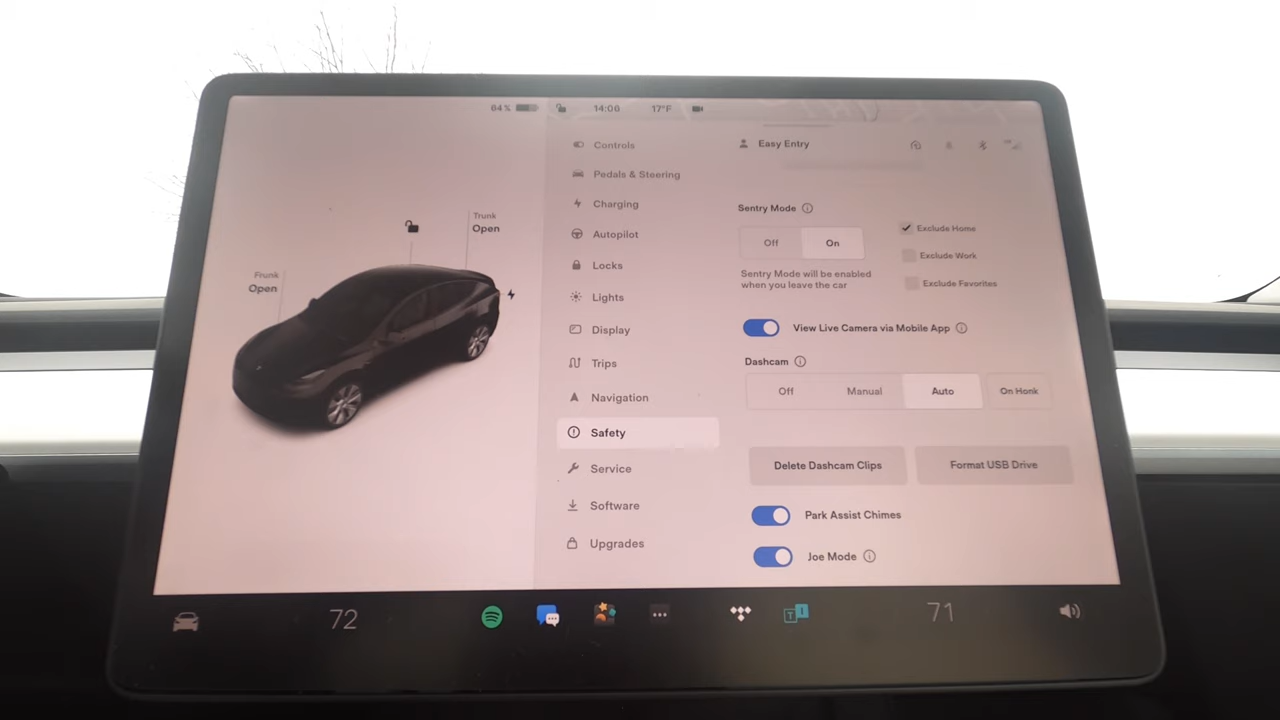 64% 14:06 17°F
Trunk
Open
Frunk
Open
Controls
Pedals & Steering
Charging
Autopilot
Locks
Lights
Display
Trips
Navigation
Safety
Service
Software
Upgrades
Easy Entry
Sentry Mode
Off On
Exclude Home
Exclude Work
Exclude Favorites
Sentry Mode will be enabled
when you leave the car
View Live Camera via Mobile App
Dashcam
Off Manual Auto On Honk
Delete Dashcam Clips Format USB Drive
Park Assist Chimes
Joe Mode
72 T I 71